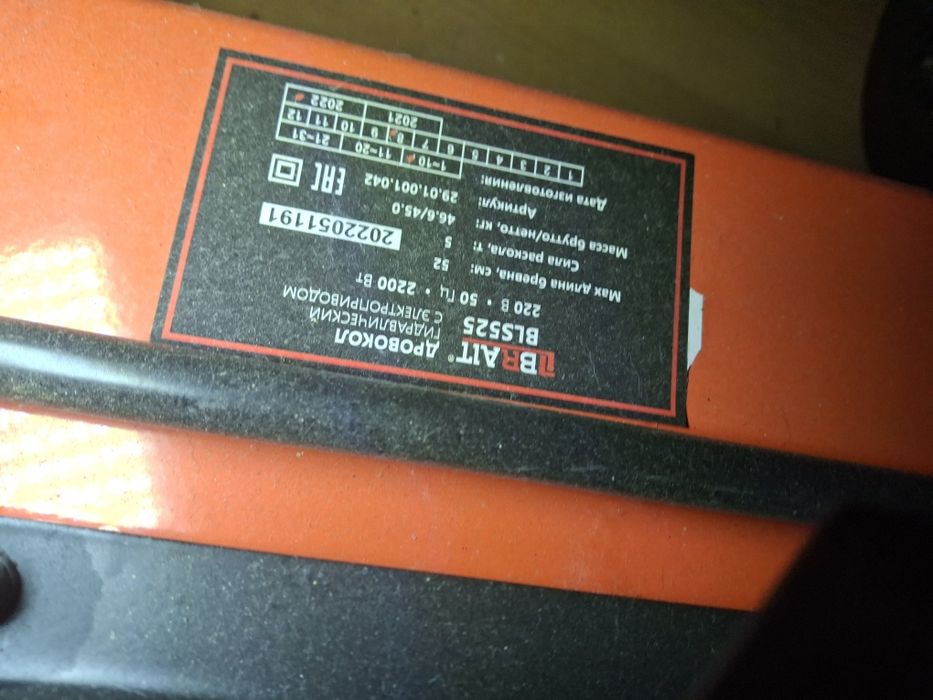 BRAIT® ДРОВОКОЛ
BLS525 ГИДРАВЛИЧЕСКИЙ
С ЭЛЕКТРОПРИВОДОМ
220 В • 50 Гц • 2200 Вт
Мах длина бревна, см: 52
Сила раскола, т: 5
Масса брутто/нетто, кг: 46.6/45.0
Артикул: 29.01.001.042
2022051191
EAC
Дата изготовления: 1~10 11~20 21~31
1 2 3 4 5 6 7 8 9 10 11 12
2021 2022